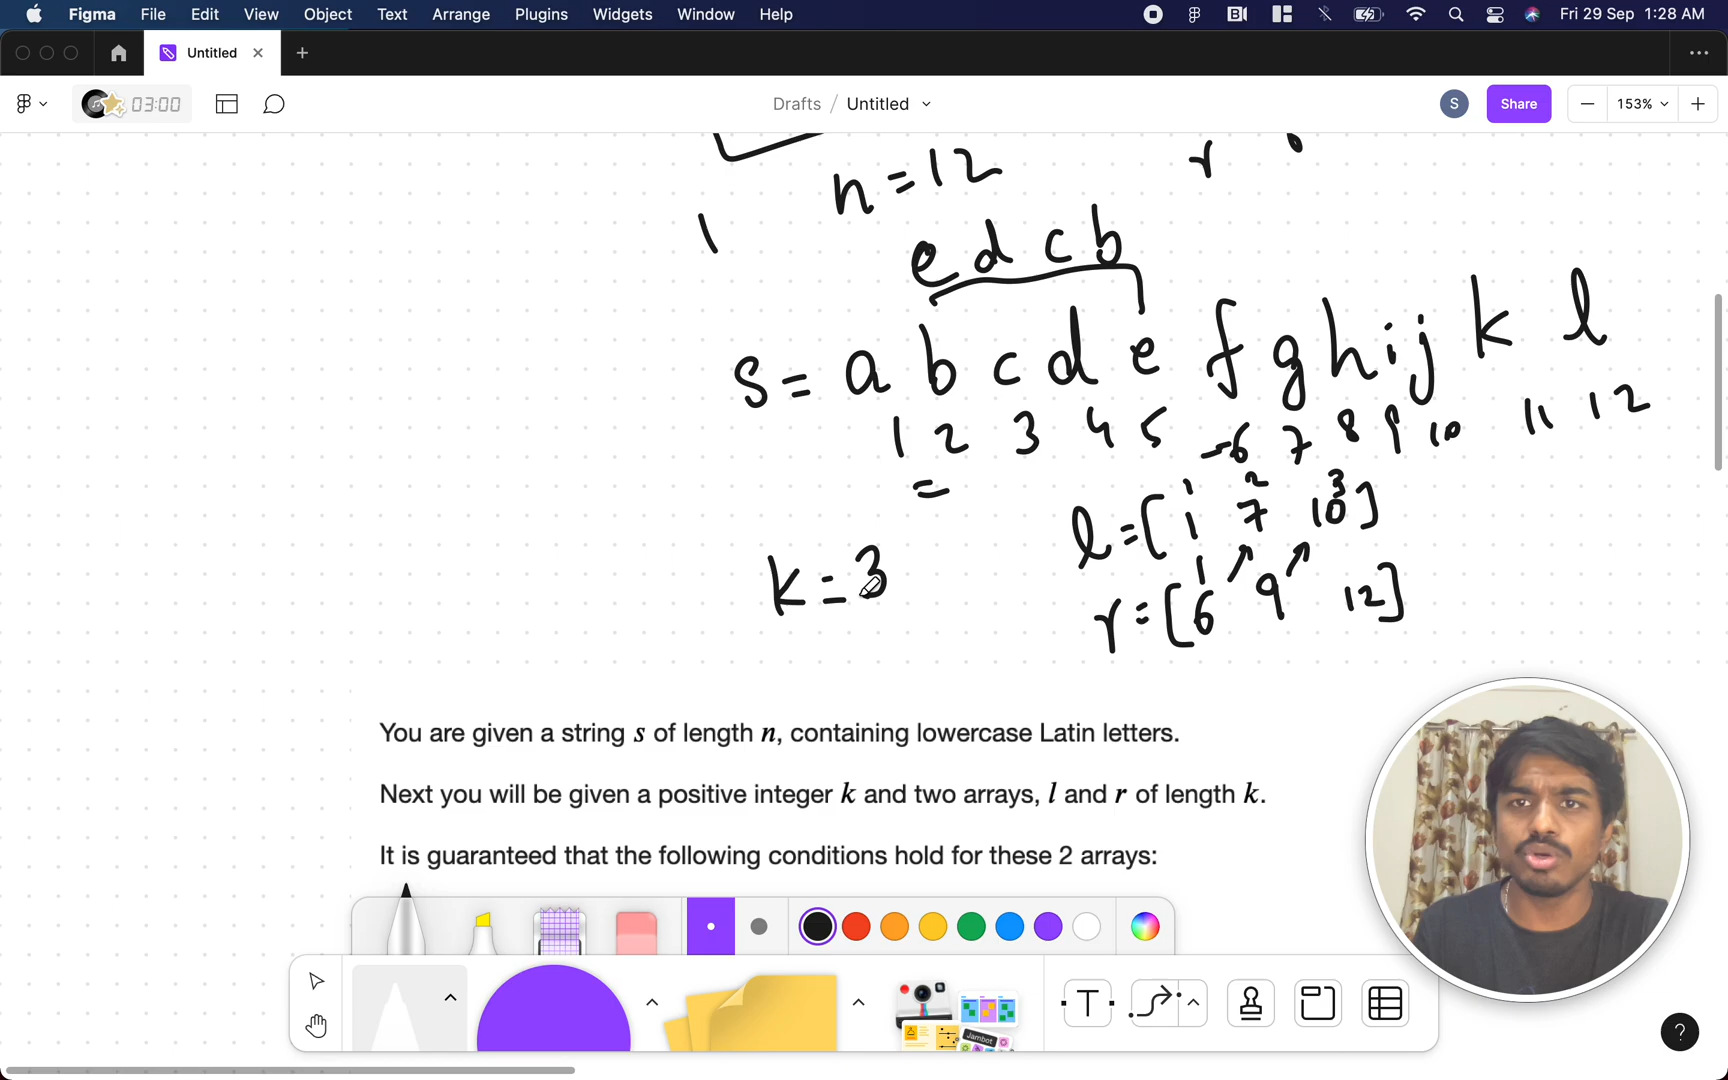 Figma File Edit View Object Text Arrange Plugins Widgets Window Help Fri 29 Sep 1:28 AM
Untitled
03:00 Drafts / Untitled S Share 153%
n = 12 r
e d c b
s = a b c d e f g h i j k l
1 2 3 4 5 6 7 8 9 10 11 12
1 2 3
l = [ 1 7 10 ]
k = 3
r = [ 6 9 12 ]
You are given a string s of length n, containing lowercase Latin letters.
Next you will be given a positive integer k and two arrays, l and r of length k.
It is guaranteed that the following conditions hold for these 2 arrays:
T
Jambot
?